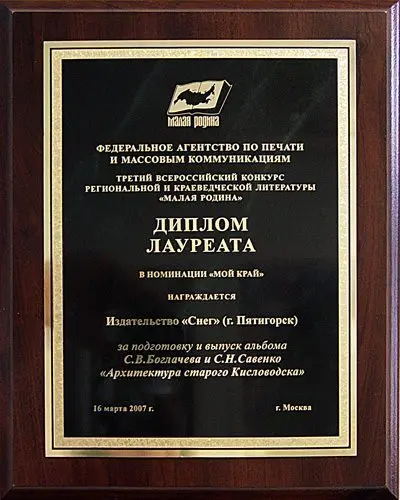 Малая родина
ФЕДЕРАЛЬНОЕ АГЕНТСТВО ПО ПЕЧАТИ
И МАССОВЫМ КОММУНИКАЦИЯМ
ТРЕТИЙ ВСЕРОССИЙСКИЙ КОНКУРС
РЕГИОНАЛЬНОЙ И КРАЕВЕДЧЕСКОЙ ЛИТЕРАТУРЫ
«МАЛАЯ РОДИНА»
ДИПЛОМ
ЛАУРЕАТА
В НОМИНАЦИИ «МОЙ КРАЙ»
НАГРАЖДАЕТСЯ
Издательство «Снег» (г. Пятигорск)
за подготовку и выпуск альбома
С.В.Боглачева и С.Н.Савенко
«Архитектура старого Кисловодска»
16 марта 2007 г. г. Москва